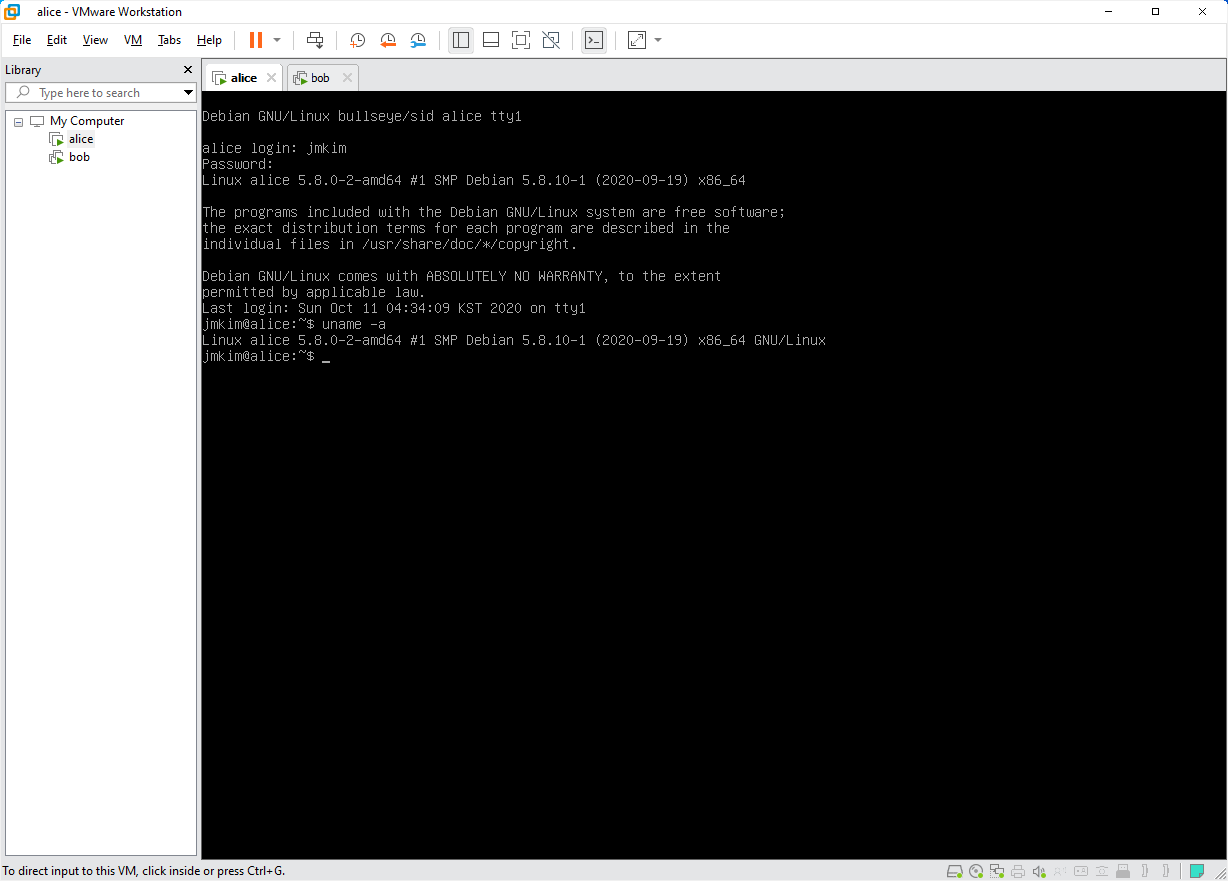 alice - VMware Workstation
File Edit View VM Tabs Help
Library
Type here to search
My Computer
alice
bob
alice bob
Debian GNU/Linux bullseye/sid alice tty1
alice login: jmkim
Password:
Linux alice 5.8.0-2-amd64 #1 SMP Debian 5.8.10-1 (2020-09-19) x86_64
The programs included with the Debian GNU/Linux system are free software;
the exact distribution terms for each program are described in the
individual files in /usr/share/doc/*/copyright.
Debian GNU/Linux comes with ABSOLUTELY NO WARRANTY, to the extent
permitted by applicable law.
Last login: Sun Oct 11 04:34:09 KST 2020 on tty1
jmkim@alice:~$ uname -a
Linux alice 5.8.0-2-amd64 #1 SMP Debian 5.8.10-1 (2020-09-19) x86_64 GNU/Linux
jmkim@alice:~$ _
To direct input to this VM, click inside or press Ctrl+G.